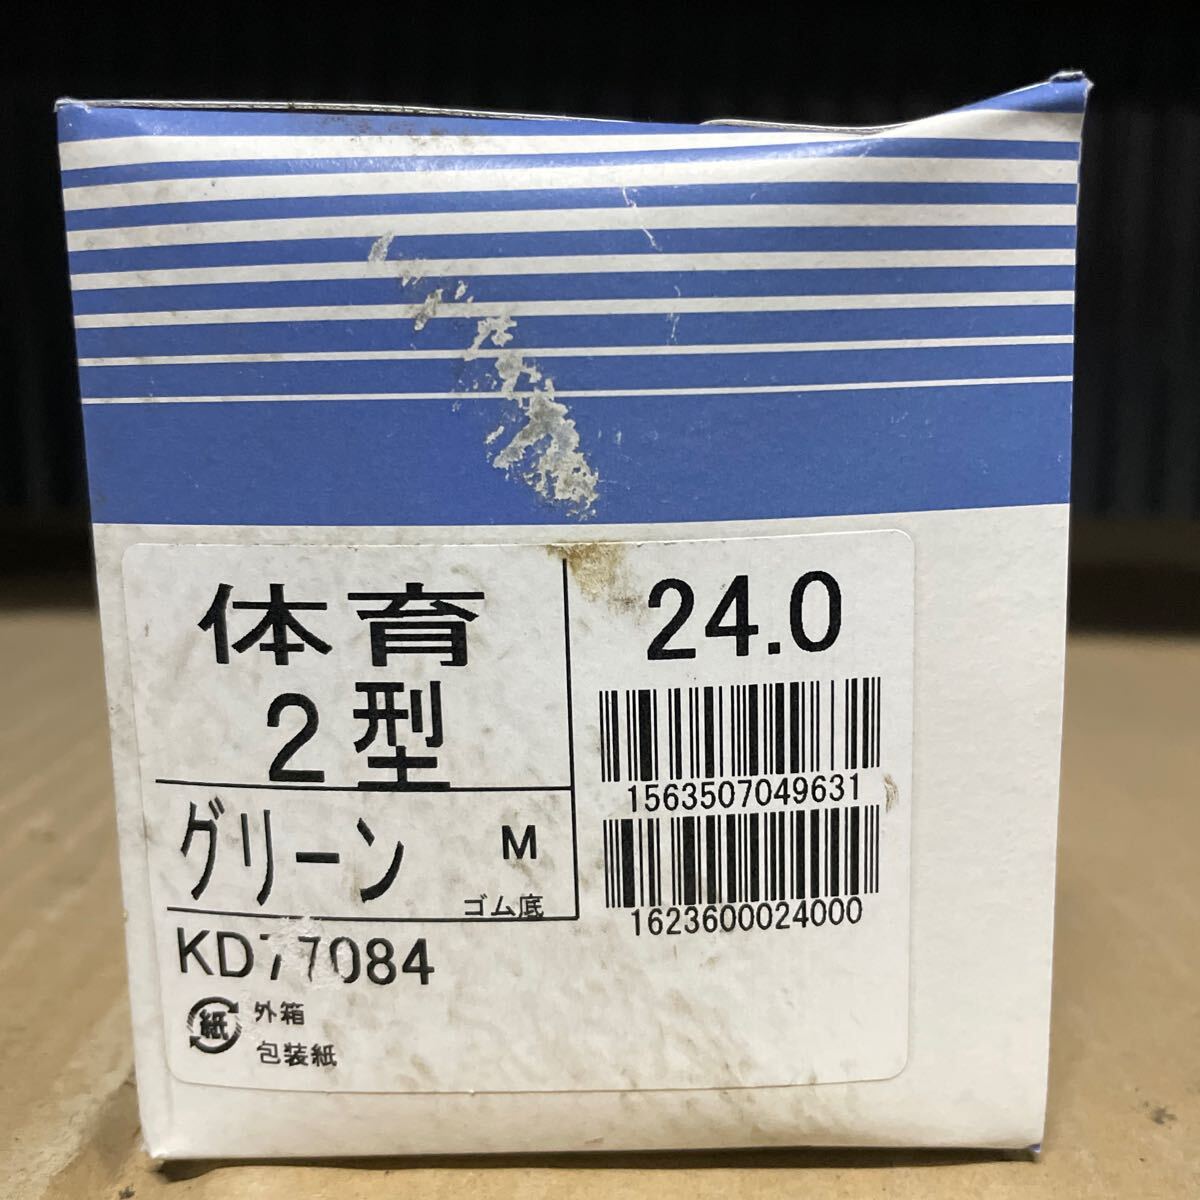 体育
2型
24.0
1563507049631
グリーン M
ゴム底
1623600024000
KD77084
紙 外箱
包装紙